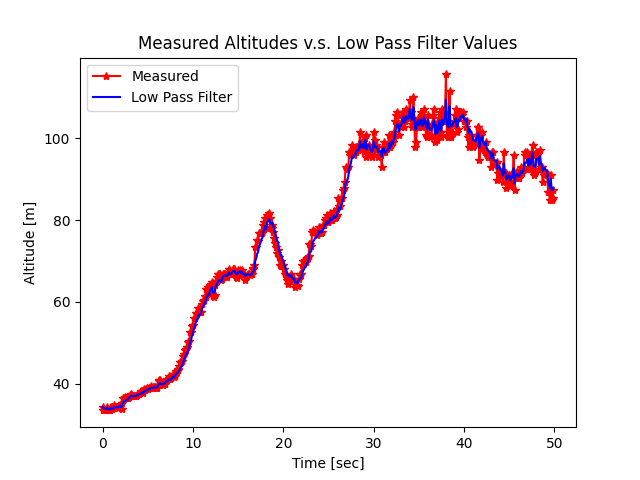 Measured Altitudes v.s. Low Pass Filter Values
Measured
Low Pass Filter
100
80
60
40
Altitude [m]
0 10 20 30 40 50
Time [sec]